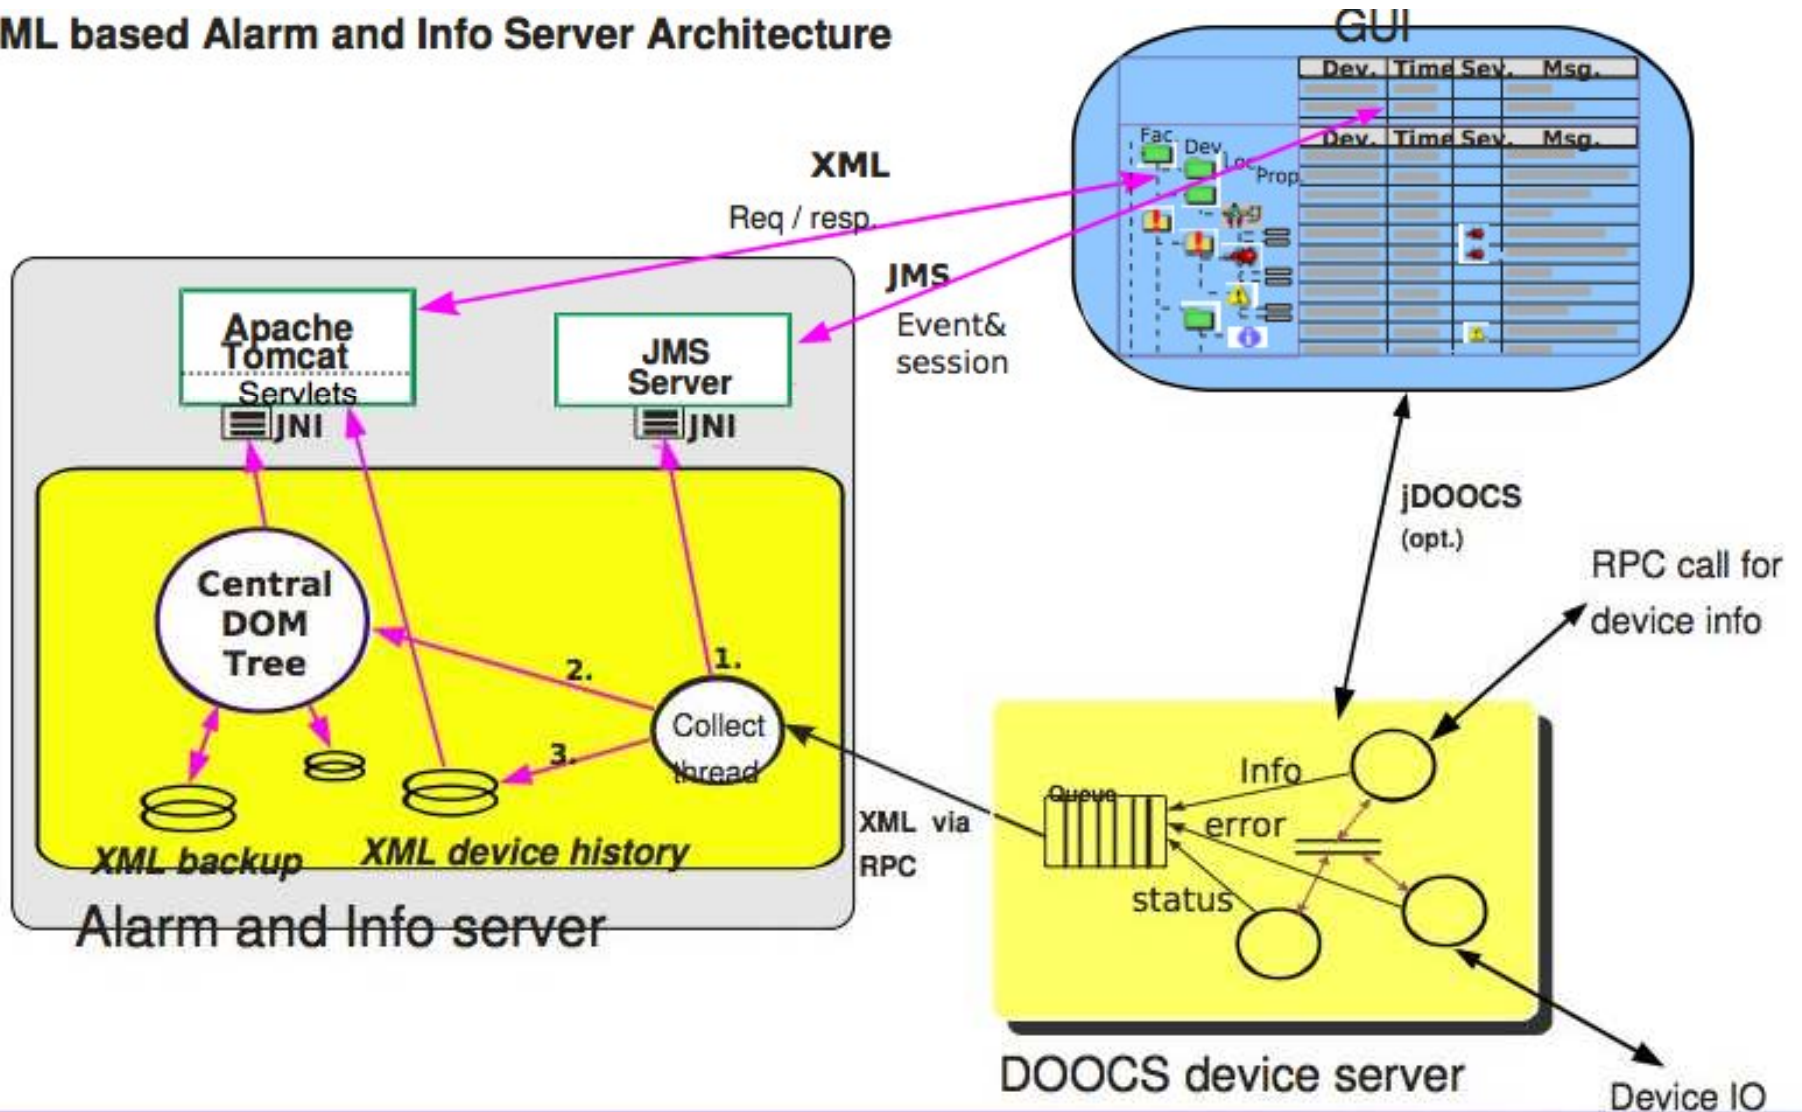 ML based Alarm and Info Server Architecture
GUI
Dev. Time Sev. Msg.
Dev. Time Sev. Msg.
Fac.
Dev.
Loc.
Prop.
XML
Req / resp.
JMS
Event&
session
Apache
Tomcat
Servlets
JNI
JMS
Server
JNI
jDOOCS
(opt.)
RPC call for
device info
Central
DOM
Tree
1.
2.
3.
Collect
thread
XML via
RPC
XML backup
XML device history
Alarm and Info server
Queue
Info
error
status
DOOCS device server
Device IO